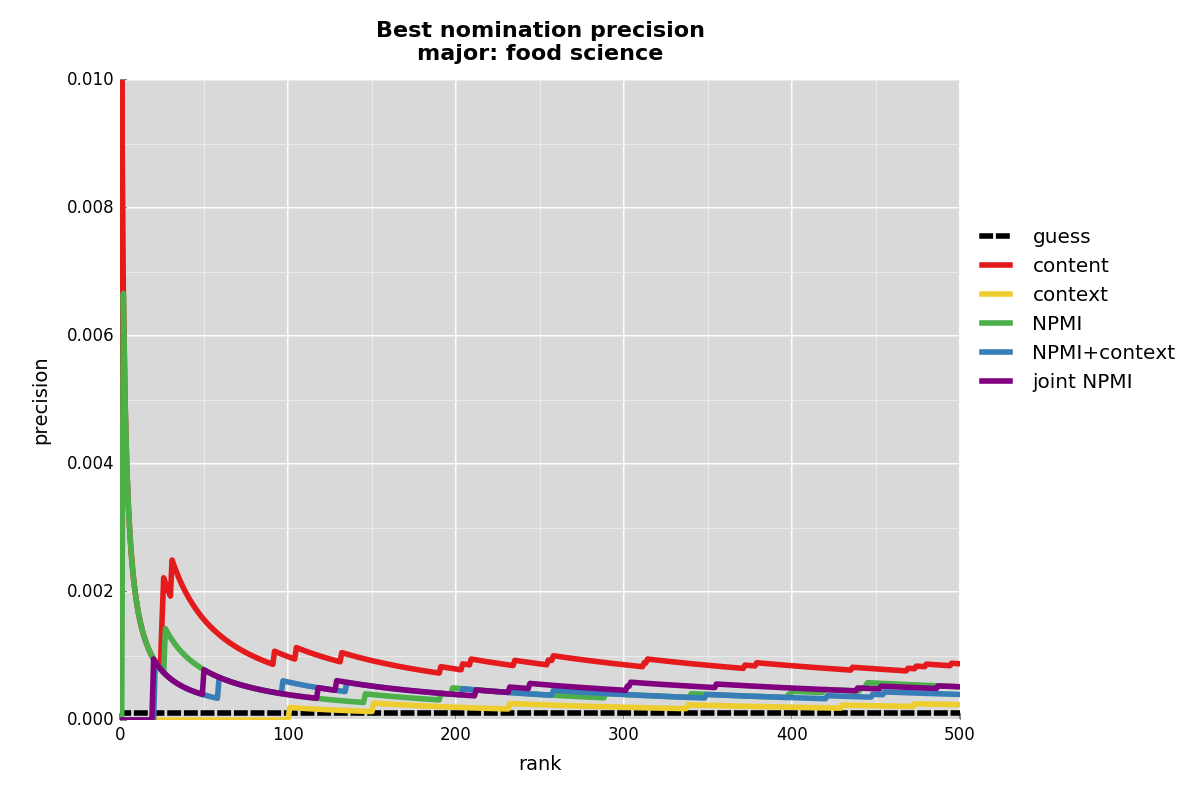 Best nomination precision
major: food science
0.010
0.008
0.006
0.004
0.002
0.000
precision
0
100
200
300
400
500
rank
guess
content
context
NPMI
NPMI+context
joint NPMI